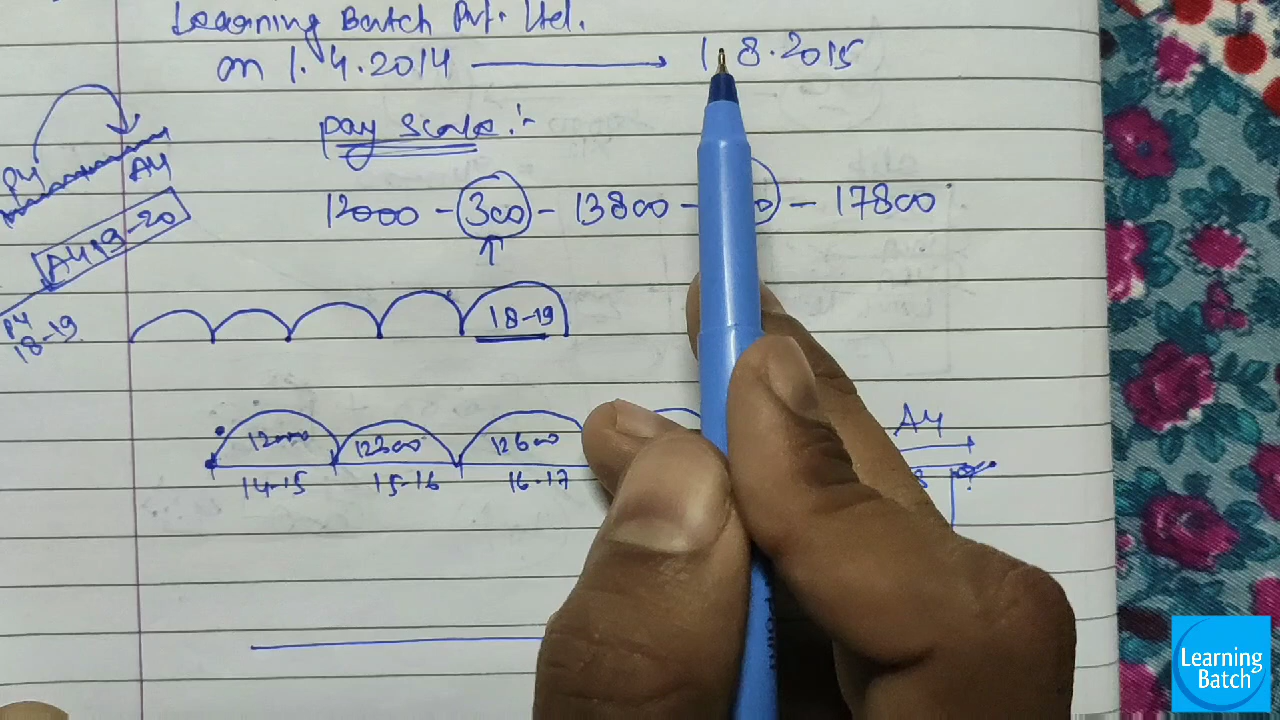 Learning Batch Pvt. Ltd.
on 1.4.2014 → 1.8.2015
pay scale :-
PY AY
12000 - 300 - 13800 - 0 - 17800
AY 19-20
PY 18-19
18-19
AY
12000 12300 12600
14-15 15-16 16-17
Learning
Batch